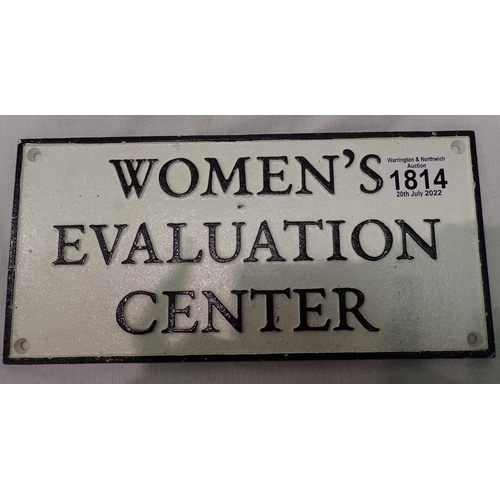 WOMEN'S
EVALUATION
CENTER
Warrington & Northwich
Auction
1814
20th July 2022